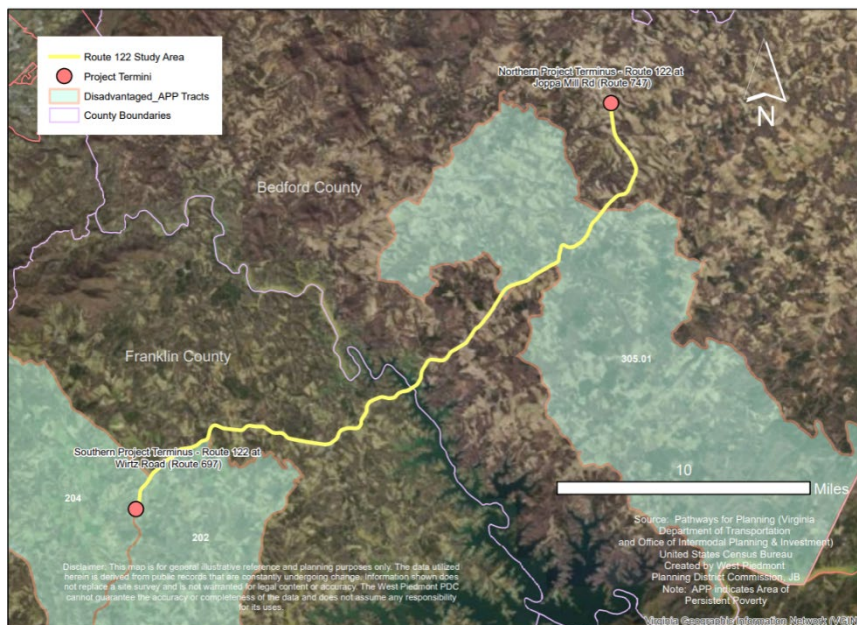 Route 122 Study Area
Project Termini
Disadvantaged_APP Tracts
County Boundaries
Northern Project Terminus - Route 122 at
Joppa Mill Rd (Route 747)
N
Bedford County
Franklin County
305.01
Southern Project Terminus - Route 122 at
Wirtz Road (Route 697)
204
202
10
Miles
Source: Pathways for Planning (Virginia
Department of Transportation
and Office of Intermodal Planning & Investment)
United States Census Bureau
Created by West Piedmont
Planning District Commission, JB
Note: APP indicates Area of
Persistent Poverty
Disclaimer: This map is for general illustrative reference and planning purposes only. The data utilized
herein is derived from public records that are constantly undergoing change. Information shown does
not replace a site survey and is not warranted for legal content or accuracy. The West Piedmont PDC
cannot guarantee the accuracy or completeness of the data and does not assume any responsibility
for its uses.
Virginia Geographic Information Network (VGIN